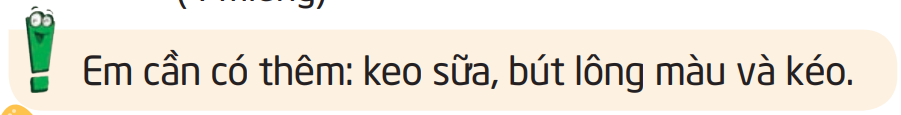 Em cần có thêm: keo sữa, bút lông màu và kéo.